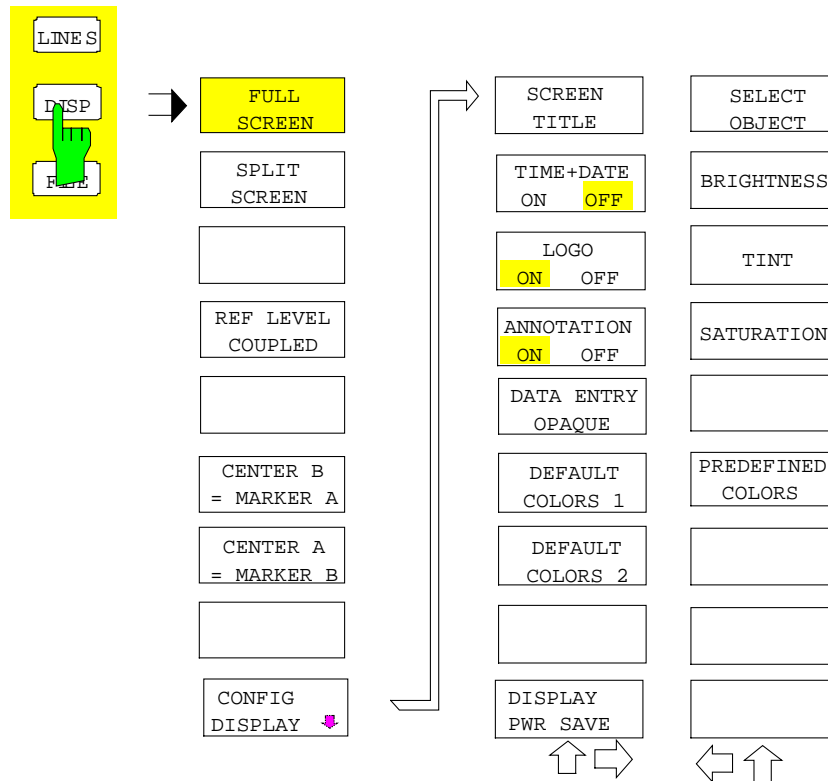 LINES
DISP
FILE
FULL
SCREEN
SPLIT
SCREEN
REF LEVEL
COUPLED
CENTER B
= MARKER A
CENTER A
= MARKER B
CONFIG
DISPLAY
SCREEN
TITLE
TIME+DATE
ON OFF
LOGO
ON OFF
ANNOTATION
ON OFF
DATA ENTRY
OPAQUE
DEFAULT
COLORS 1
DEFAULT
COLORS 2
DISPLAY
PWR SAVE
SELECT
OBJECT
BRIGHTNESS
TINT
SATURATION
PREDEFINED
COLORS